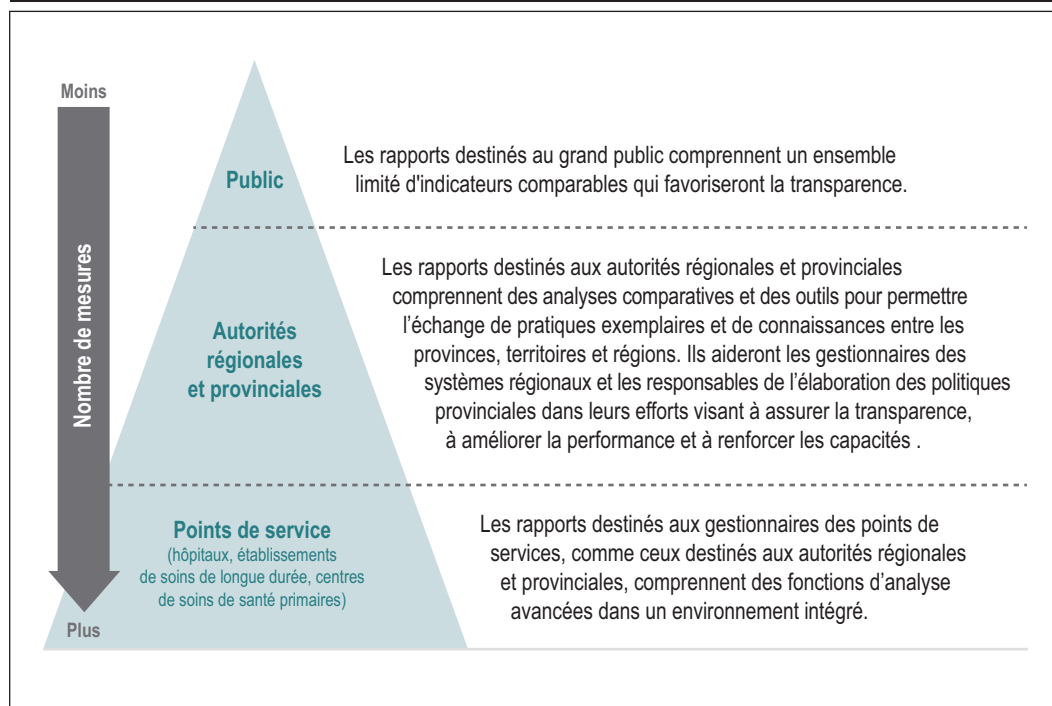 Moins
Nombre de mesures
Plus
Public
Les rapports destinés au grand public comprennent un ensemble
limité d'indicateurs comparables qui favoriseront la transparence.
Autorités
régionales
et provinciales
Les rapports destinés aux autorités régionales et provinciales
comprennent des analyses comparatives et des outils pour permettre
l’échange de pratiques exemplaires et de connaissances entre les
provinces, territoires et régions. Ils aideront les gestionnaires des
systèmes régionaux et les responsables de l’élaboration des politiques
provinciales dans leurs efforts visant à assurer la transparence,
à améliorer la performance et à renforcer les capacités .
Points de service
(hôpitaux, établissements
de soins de longue durée, centres
de soins de santé primaires)
Les rapports destinés aux gestionnaires des points de
services, comme ceux destinés aux autorités régionales
et provinciales, comprennent des fonctions d’analyse
avancées dans un environnement intégré.